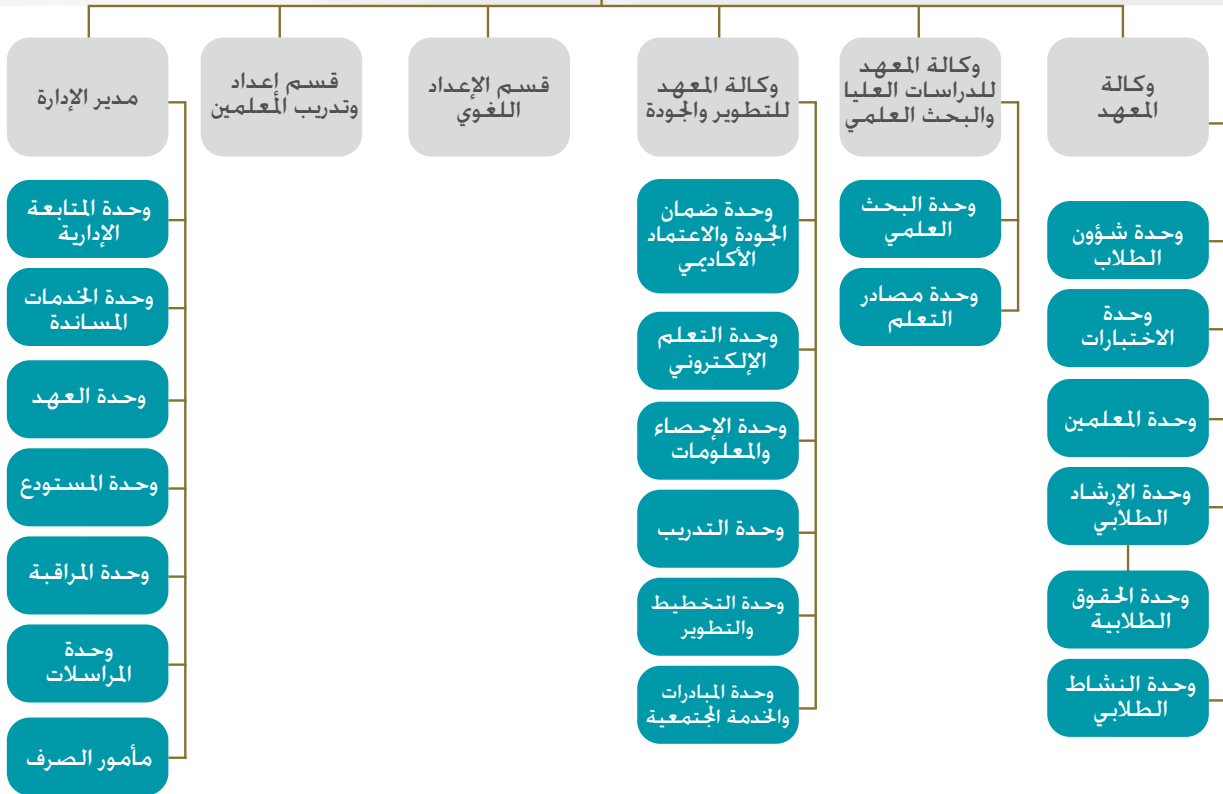 وكالة
المعهد
وكالة المعهد
للدراسات العليا
والبحث العلمي
وكالة المعهد
للتطوير والجودة
قسم الإعداد
اللغوي
قسم إعداد
وتدريب المعلمين
مدير الإدارة
وحدة شؤون
الطلاب
وحدة
الاختبارات
وحدة المعلمين
وحدة الإرشاد
الطلابي
وحدة الحقوق
الطلابية
وحدة النشاط
الطلابي
وحدة البحث
العلمي
وحدة مصادر
التعلم
وحدة ضمان
الجودة والاعتماد
الأكاديمي
وحدة التعلم
الإلكتروني
وحدة الإحصاء
والمعلومات
وحدة التدريب
وحدة التخطيط
والتطوير
وحدة المبادرات
والخدمة المجتمعية
وحدة المتابعة
الإدارية
وحدة الخدمات
المساندة
وحدة العهد
وحدة المستودع
وحدة المراقبة
وحدة
المراسلات
مأمور الصرف